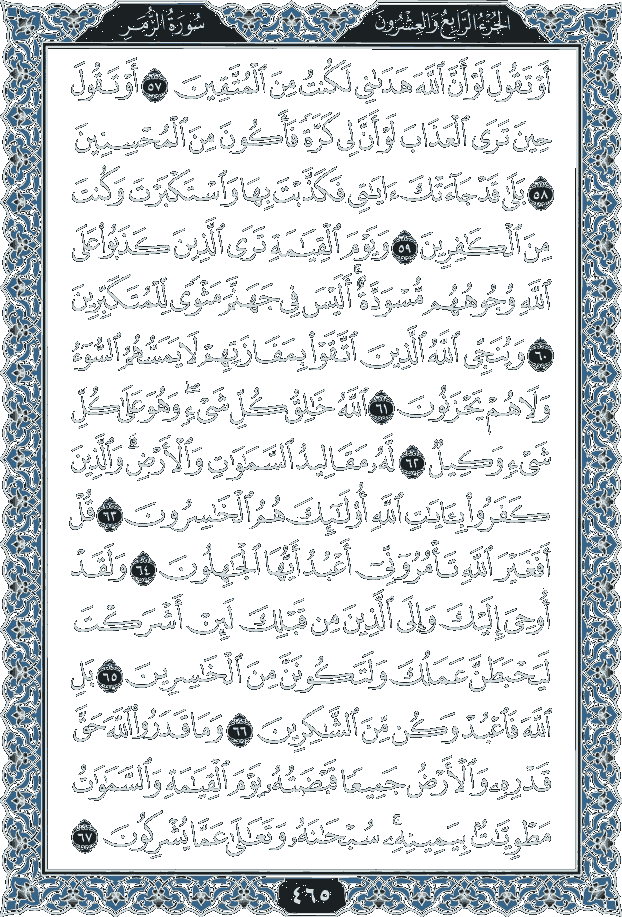 الجزء الرابع والعشرون
سورة الزمر
أَوْ تَقُولَ لَوْ أَنَّ ٱللَّهَ هَدَىٰنِى لَكُنتُ مِنَ ٱلْمُتَّقِينَ ٥٧ أَوْ تَقُولَ
حِينَ تَرَى ٱلْعَذَابَ لَوْ أَنَّ لِى كَرَّةً فَأَكُونَ مِنَ ٱلْمُحْسِنِينَ
٥٨ بَلَىٰ قَدْ جَآءَتْكَ ءَايَٰتِى فَكَذَّبْتَ بِهَا وَٱسْتَكْبَرْتَ وَكُنتَ
مِنَ ٱلْكَٰفِرِينَ ٥٩ وَيَوْمَ ٱلْقِيَٰمَةِ تَرَى ٱلَّذِينَ كَذَبُوا۟ عَلَى
ٱللَّهِ وُجُوهُهُم مُّسْوَدَّةٌ ۚ أَلَيْسَ فِى جَهَنَّمَ مَثْوًى لِّلْمُتَكَبِّرِينَ
٦٠ وَيُنَجِّى ٱللَّهُ ٱلَّذِينَ ٱتَّقَوْا۟ بِمَفَازَتِهِمْ لَا يَمَسُّهُمُ ٱلسُّوٓءُ
وَلَا هُمْ يَحْزَنُونَ ٦١ ٱللَّهُ خَٰلِقُ كُلِّ شَىْءٍ ۖ وَهُوَ عَلَىٰ كُلِّ
شَىْءٍ وَكِيلٌ ٦٢ لَّهُۥ مَقَالِيدُ ٱلسَّمَٰوَٰتِ وَٱلْأَرْضِ ۗ وَٱلَّذِينَ
كَفَرُوا۟ بِـَٔايَٰتِ ٱللَّهِ أُو۟لَٰٓئِكَ هُمُ ٱلْخَٰسِرُونَ ٦٣ قُلْ
أَفَغَيْرَ ٱللَّهِ تَأْمُرُوٓنِّىٓ أَعْبُدُ أَيُّهَا ٱلْجَٰهِلُونَ ٦٤ وَلَقَدْ
أُوحِىَ إِلَيْكَ وَإِلَى ٱلَّذِينَ مِن قَبْلِكَ لَئِنْ أَشْرَكْتَ
لَيَحْبَطَنَّ عَمَلُكَ وَلَتَكُونَنَّ مِنَ ٱلْخَٰسِرِينَ ٦٥ بَلِ
ٱللَّهَ فَٱعْبُدْ وَكُن مِّنَ ٱلشَّٰكِرِينَ ٦٦ وَمَا قَدَرُوا۟ ٱللَّهَ حَقَّ
قَدْرِهِۦ وَٱلْأَرْضُ جَمِيعًا قَبْضَتُهُۥ يَوْمَ ٱلْقِيَٰمَةِ وَٱلسَّمَٰوَٰتُ
مَطْوِيَّٰتٌۢ بِيَمِينِهِۦ ۚ سُبْحَٰنَهُۥ وَتَعَٰلَىٰ عَمَّا يُشْرِكُونَ ٦٧
٤٦٥